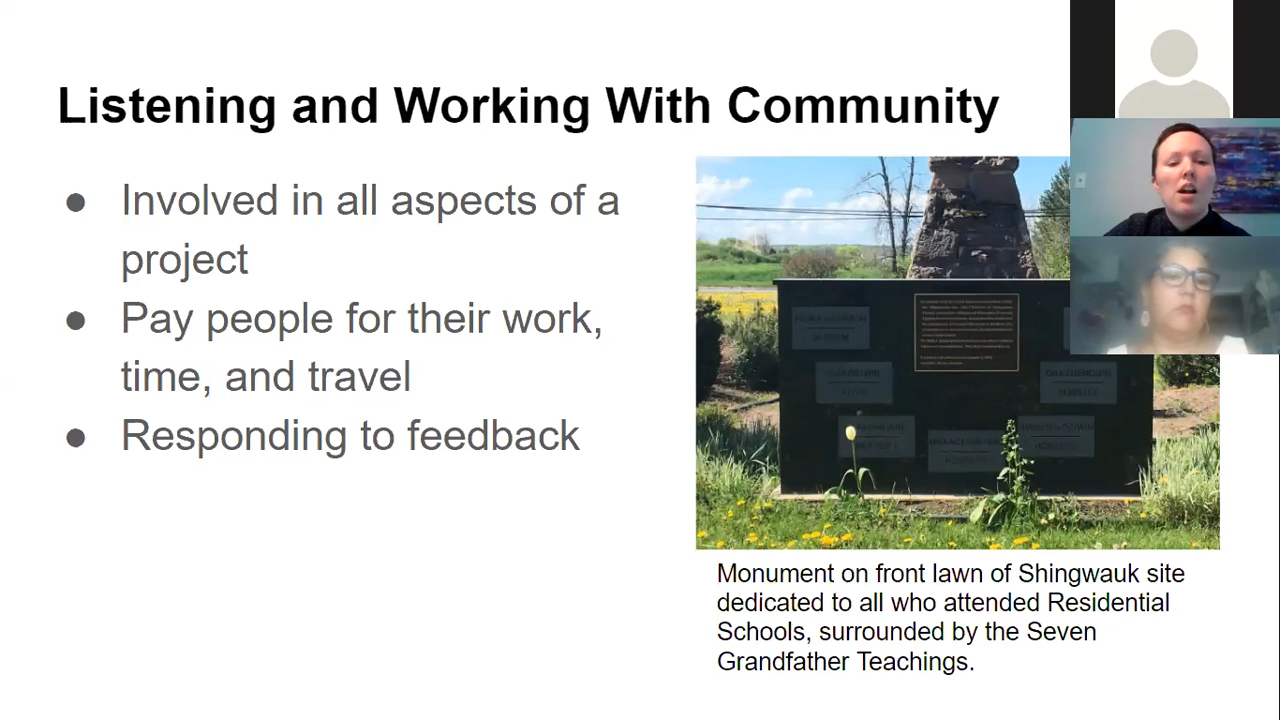 Listening and Working With Community
● Involved in all aspects of a
project
● Pay people for their work,
time, and travel
● Responding to feedback
Monument on front lawn of Shingwauk site
dedicated to all who attended Residential
Schools, surrounded by the Seven
Grandfather Teachings.